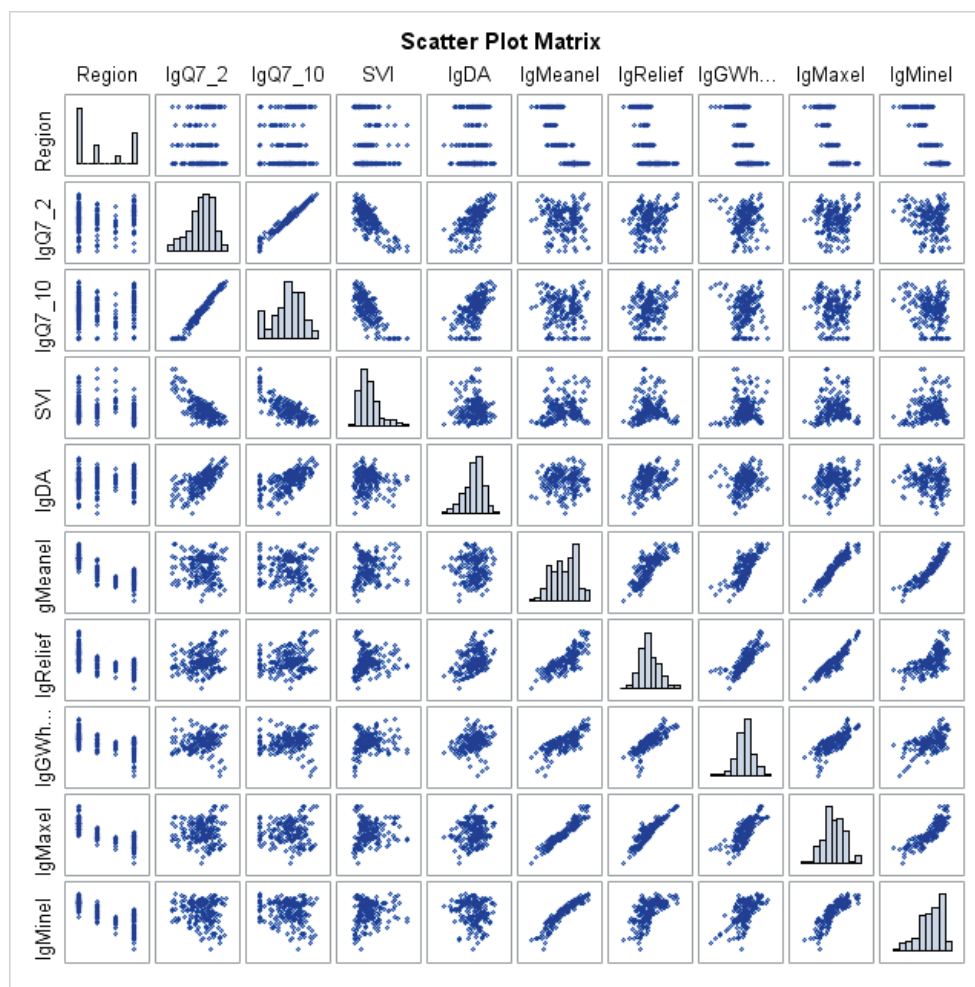 Scatter Plot Matrix
Region lgQ7_2 lgQ7_10 SVI lgDA lgMeanel lgRelief lgGWh... lgMaxel lgMinel
Region
lgQ7_2
lgQ7_10
SVI
lgDA
gMeanel
lgRelief
lgGWh...
lgMaxel
lgMinel